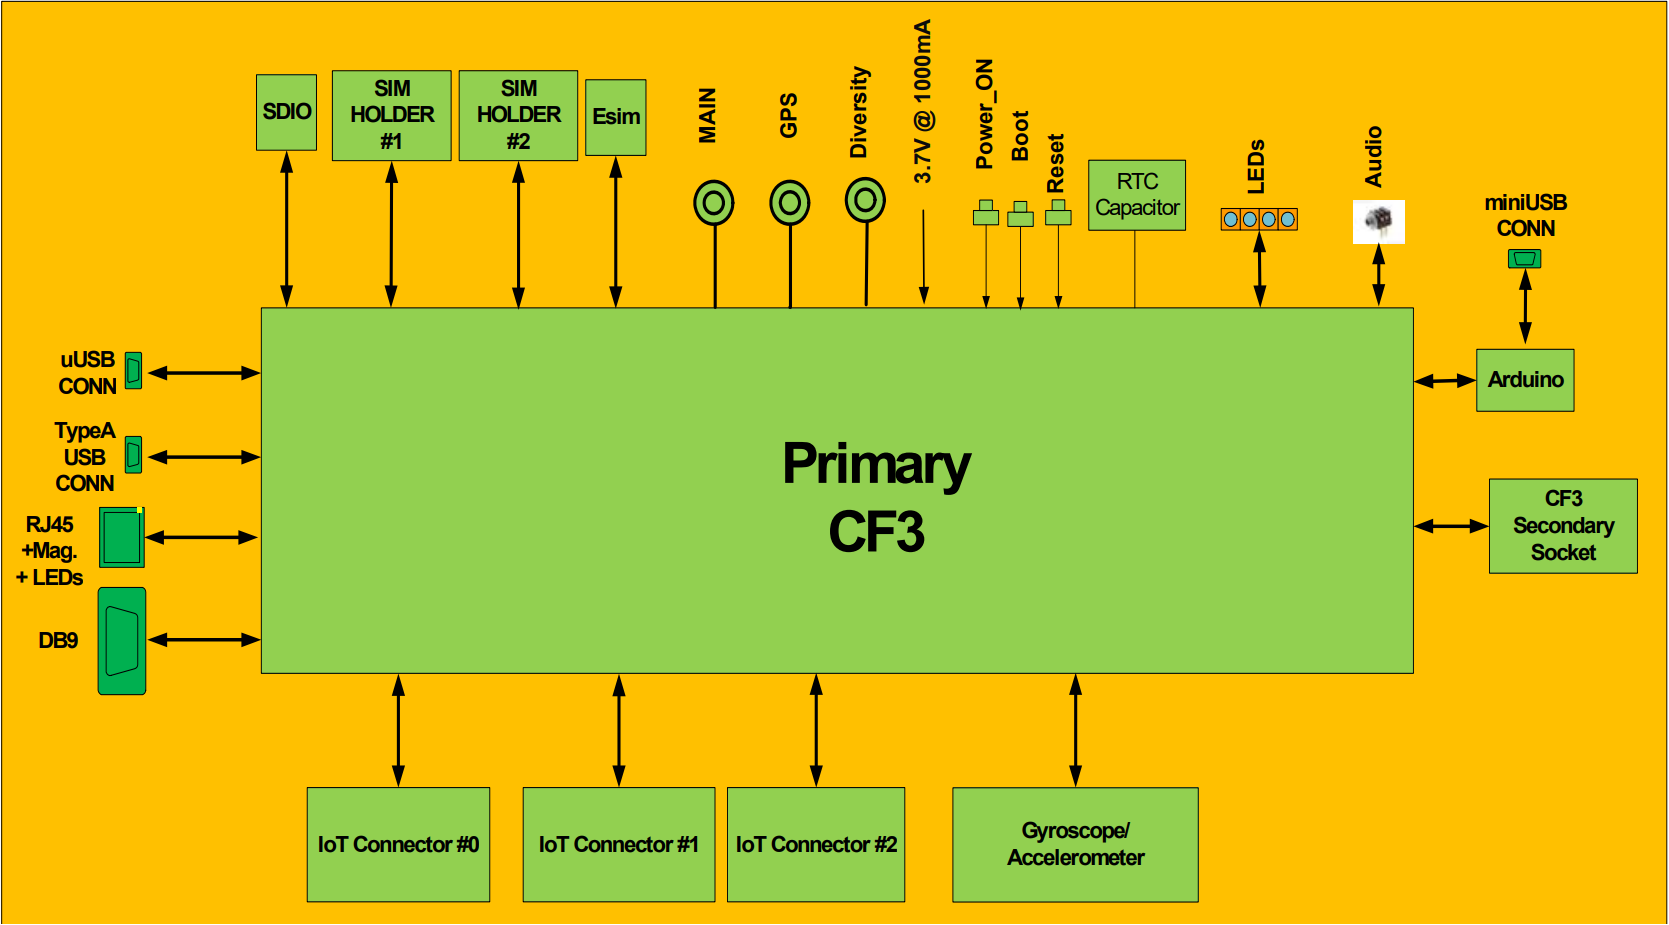 SDIO
SIM
HOLDER
#1
SIM
HOLDER
#2
Esim
MAIN
GPS
Diversity
3.7V @ 1000mA
Power_ON
Boot
Reset
RTC
Capacitor
LEDs
Audio
miniUSB
CONN
uUSB
CONN
TypeA
USB
CONN
RJ45
+Mag.
+ LEDs
DB9
Primary
CF3
Arduino
CF3
Secondary
Socket
IoT Connector #0
IoT Connector #1
IoT Connector #2
Gyroscope/
Accelerometer